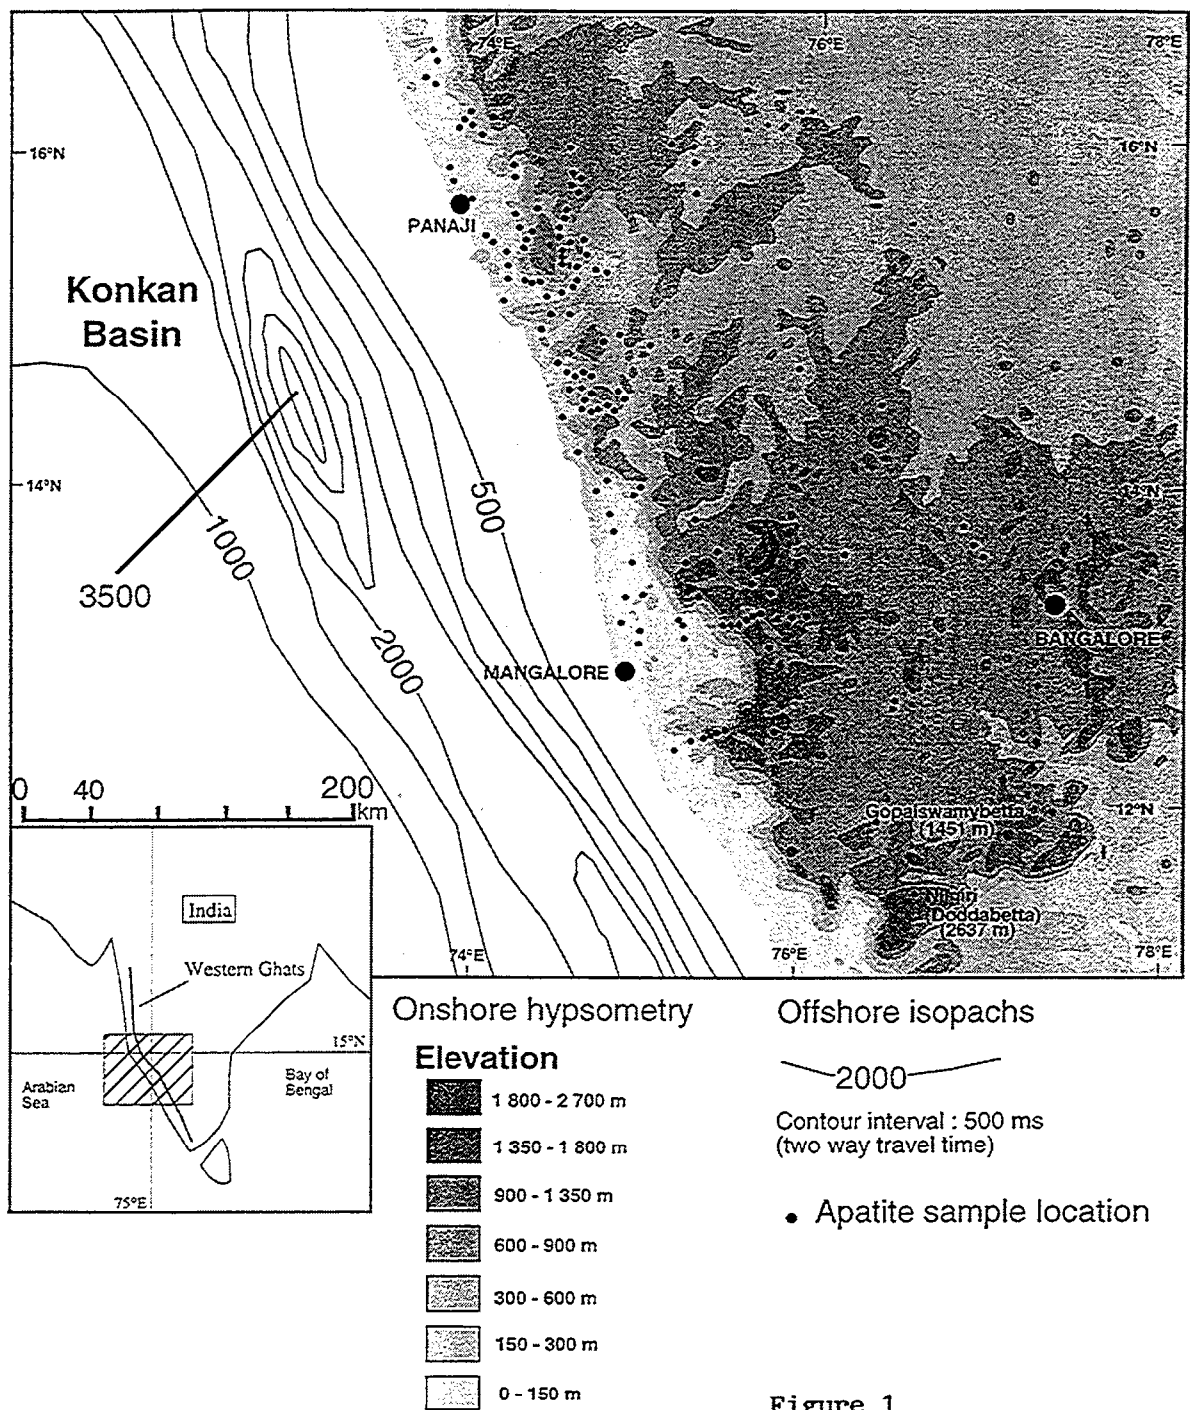 74°E
76°E
78°E
16°N
16°N
PANAJI
Konkan
Basin
14°N
14°N
500
1000
3500
2000
BANGALORE
MANGALORE
0 40 200
km
Gopalswamybetta
(1451 m)
12°N
Nilgiri
(Doddabetta)
(2637 m)
74°E
76°E
78°E
India
Western Ghats
15°N
Arabian
Sea
Bay of
Bengal
75°E
Onshore hypsometry
Elevation
1 800 - 2 700 m
1 350 - 1 800 m
900 - 1 350 m
600 - 900 m
300 - 600 m
150 - 300 m
0 - 150 m
Offshore isopachs
2000
Contour interval : 500 ms
(two way travel time)
Apatite sample location
Figure 1